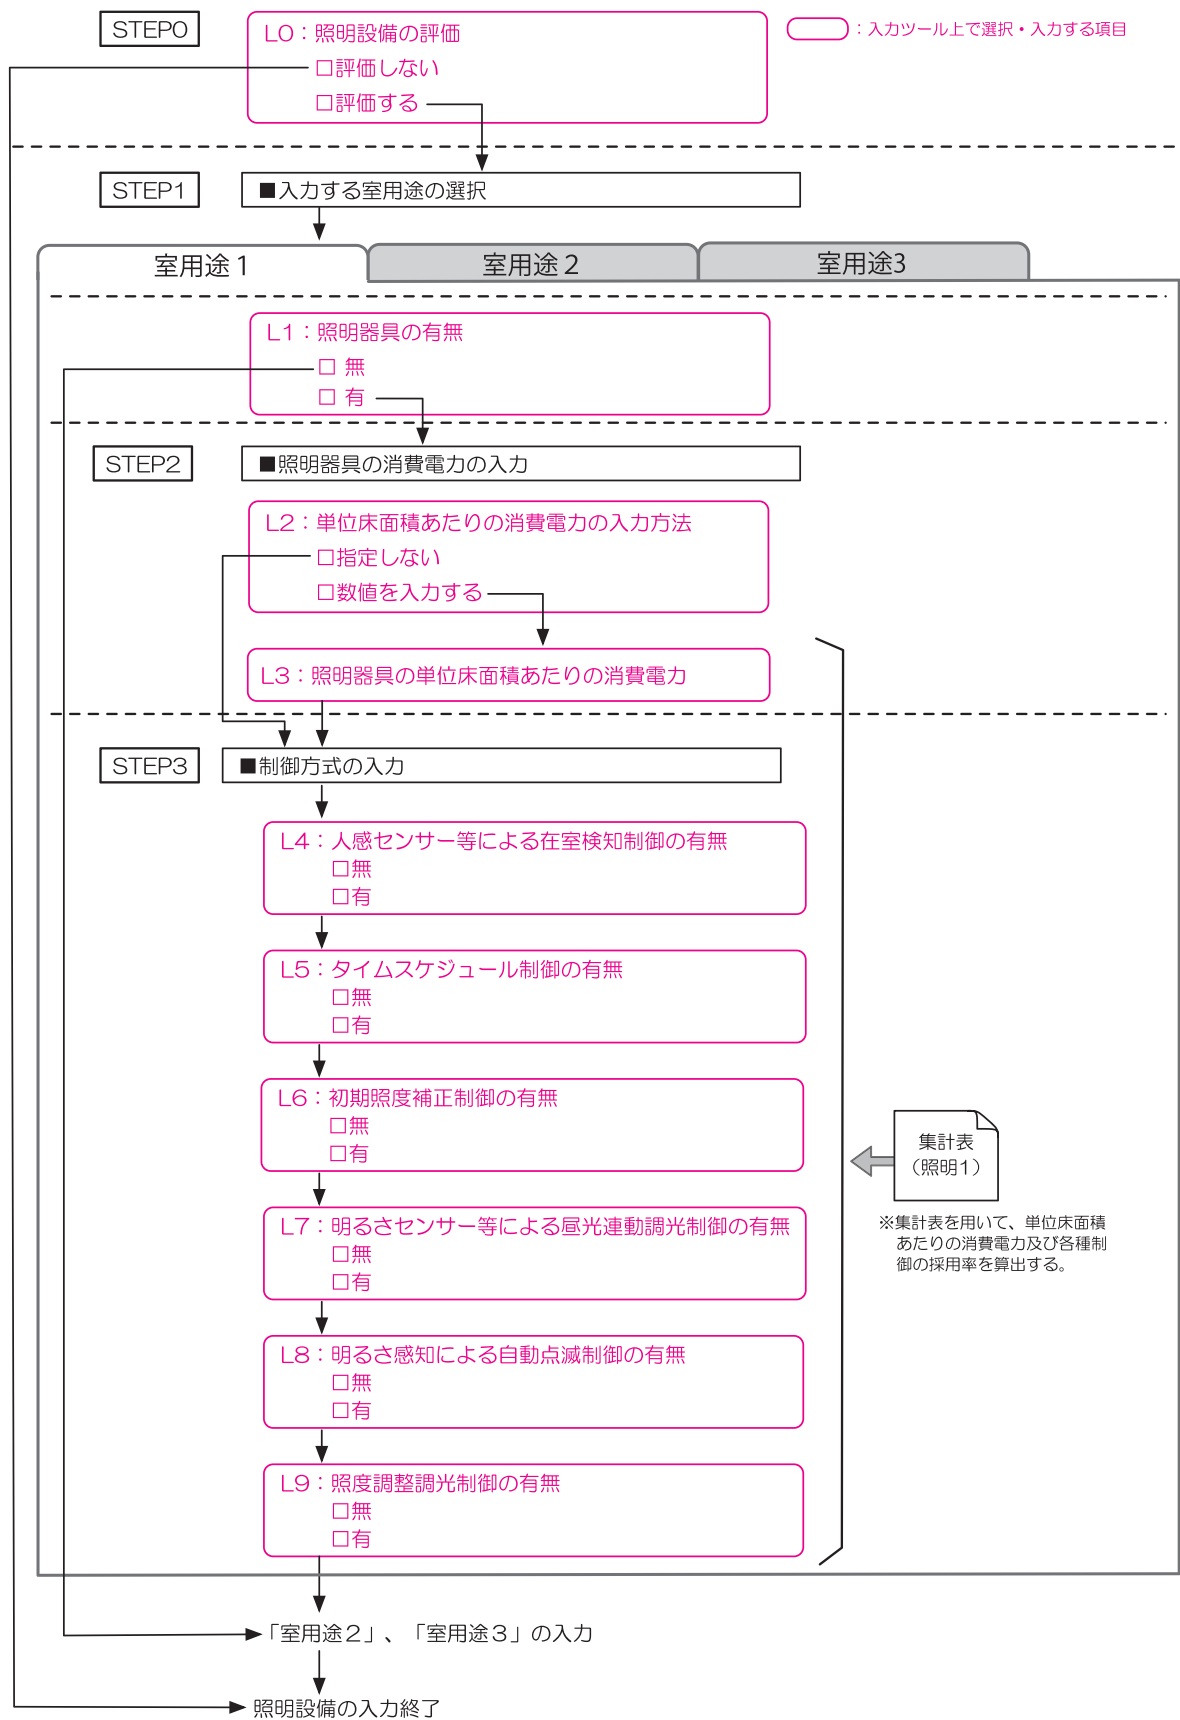 STEP0
L0：照明設備の評価
□評価しない
□評価する
：入力ツール上で選択・入力する項目
STEP1
■入力する室用途の選択
室用途1
室用途2
室用途3
L1：照明器具の有無
□ 無
□ 有
STEP2
■照明器具の消費電力の入力
L2：単位床面積あたりの消費電力の入力方法
□指定しない
□数値を入力する
L3：照明器具の単位床面積あたりの消費電力
STEP3
■制御方式の入力
L4：人感センサー等による在室検知制御の有無
□無
□有
L5：タイムスケジュール制御の有無
□無
□有
L6：初期照度補正制御の有無
□無
□有
L7：明るさセンサー等による昼光連動調光制御の有無
□無
□有
L8：明るさ感知による自動点滅制御の有無
□無
□有
L9：照度調整調光制御の有無
□無
□有
集計表
（照明1）
※集計表を用いて、単位床面積
あたりの消費電力及び各種制
御の採用率を算出する。
「室用途2」、「室用途3」の入力
照明設備の入力終了